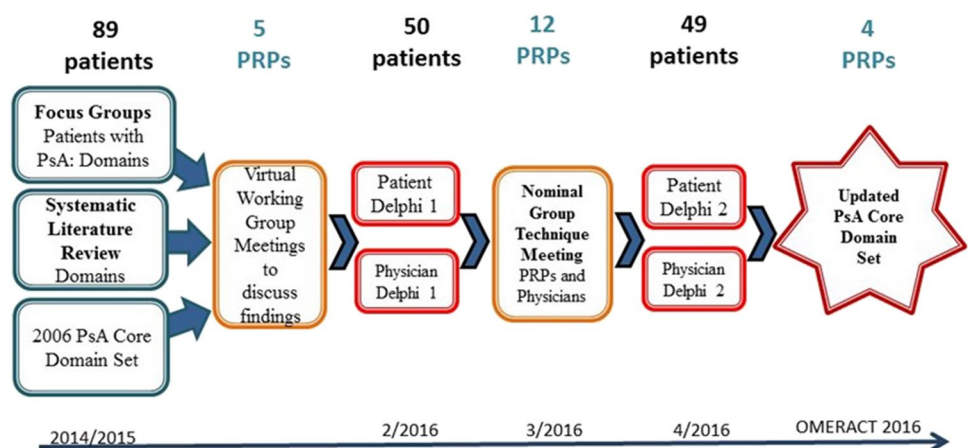 89
patients
5
PRPs
50
patients
12
PRPs
49
patients
4
PRPs
Focus Groups
Patients with
PsA: Domains
Systematic
Literature
Review
Domains
2006 PsA Core
Domain Set
Virtual
Working
Group
Meetings
to
discuss
findings
Patient
Delphi 1
Physician
Delphi 1
Nominal
Group
Technique
Meeting
PRPs and
Physicians
Patient
Delphi 2
Physician
Delphi 2
Updated
PsA Core
Domain
Set
2014/2015
2/2016
3/2016
4/2016
OMERACT 2016